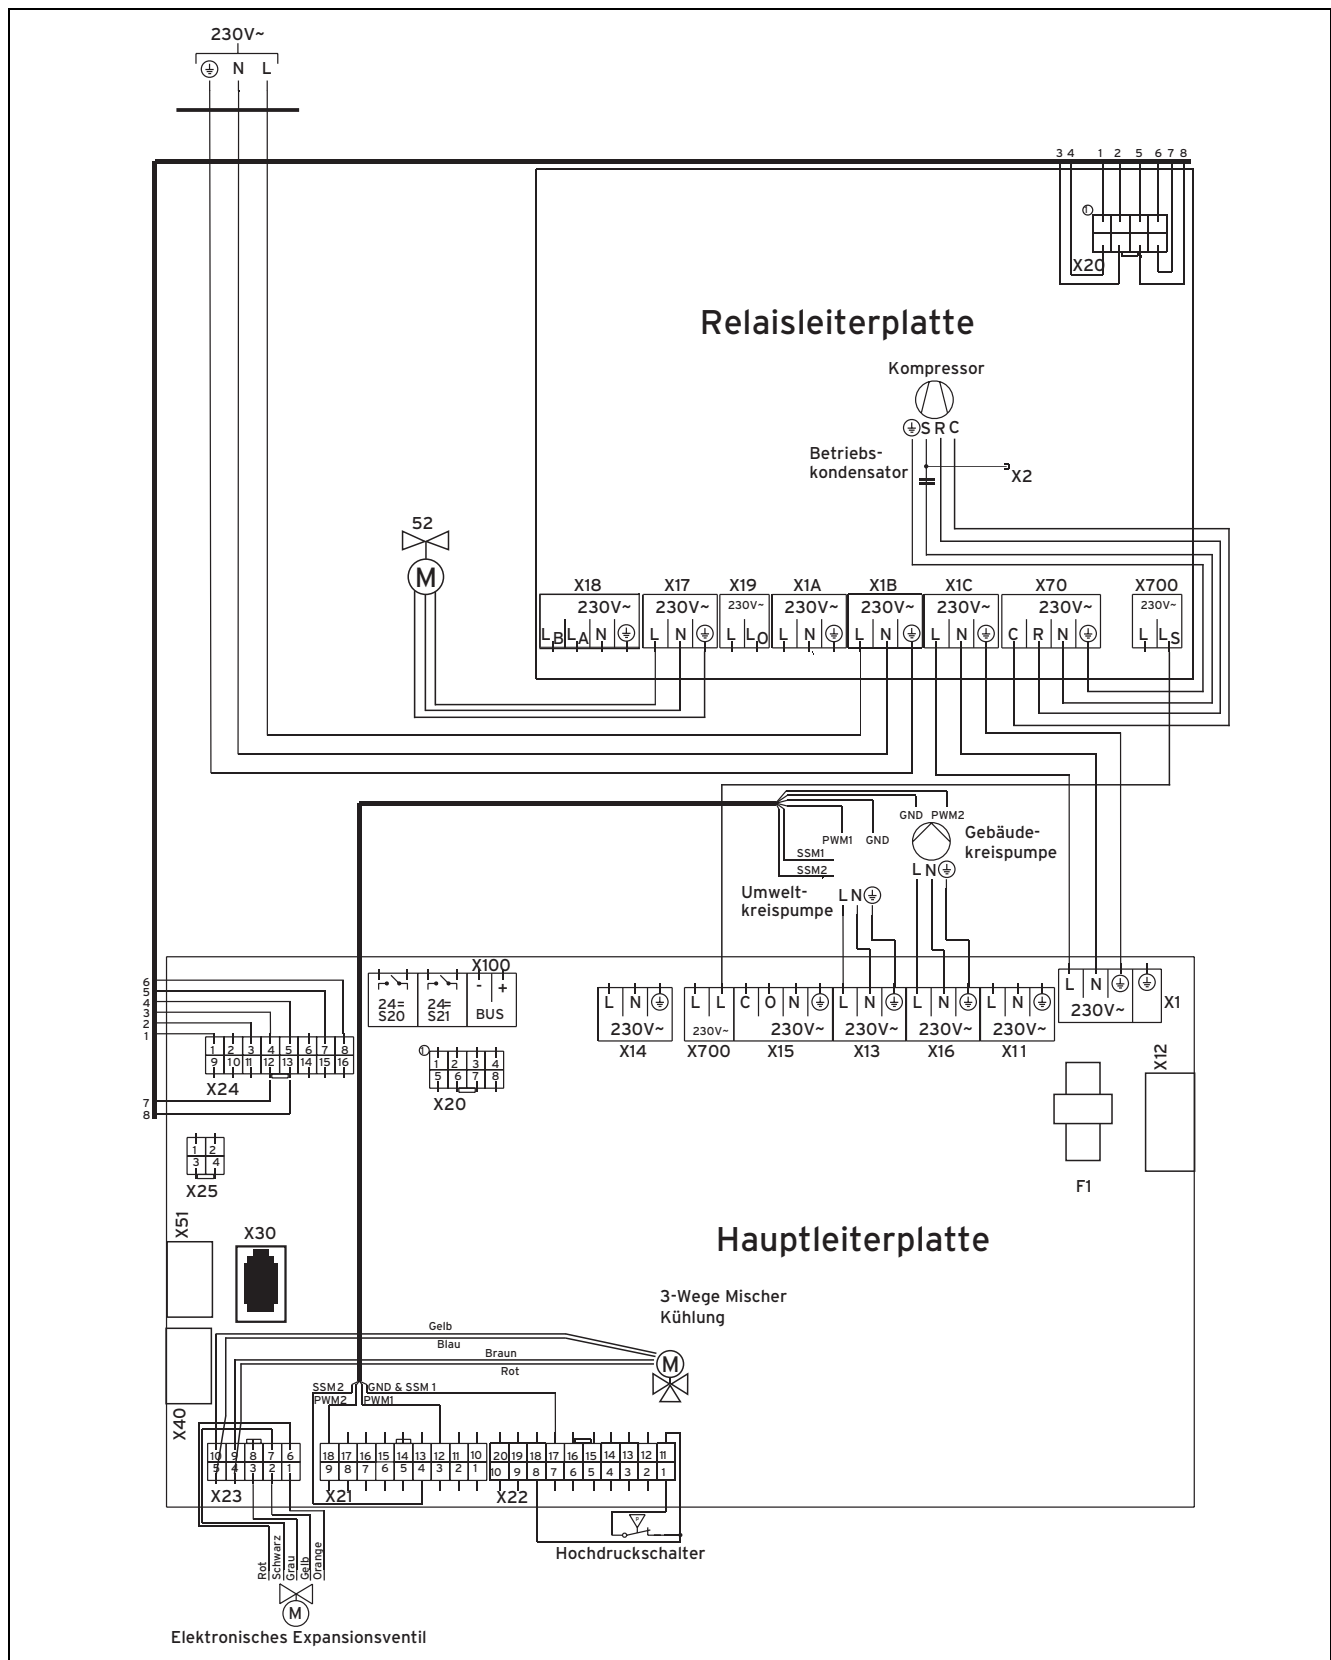 230V~
N L
3 4 1 2 5 6 7 8
1
X20
Relaisleiterplatte
Kompressor
S R C
Betriebs-
kondensator
X2
52
M
X18 X17 X19 X1A X1B X1C X70 X700
230V~ 230V~ 230V~ 230V~ 230V~ 230V~ 230V~ 230V~
LB LA N L N L LO L N L N L N C R N L LS
GND PWM2
PWM1 GND
Gebäude-
kreispumpe
SSM1
SSM2
L N
Umwelt-
kreispumpe
L N
X100
6
5
4
3
2
1
24= 24= - +
S20 S21 BUS
L N L L C O N L N L N L N L N
230V~ 230V~ 230V~ 230V~ 230V~ 230V~ 230V~
X14 X700 X15 X13 X16 X11 X1
1 2 3 4 5 6 7 8
9 10 11 12 13 14 15 16
X24
1
1 2 3 4
5 6 7 8
X20
X12
7
8
F1
1 2
3 4
X25
X51
X30
Hauptleiterplatte
3-Wege Mischer
Kühlung
Gelb
Blau
Braun
Rot
M
SSM2 GND & SSM1
PWM2 PWM1
X40
10 9 8 7 6
5 4 3 2 1
X23
18 17 16 15 14 13 12 11 10
9 8 7 6 5 4 3 2 1
X21
20 19 18 17 16 15 14 13 12 11
10 9 8 7 6 5 4 3 2 1
X22
Hochdruckschalter
Rot
Schwarz
Grau
Gelb
Orange
M
Elektronisches Expansionsventil